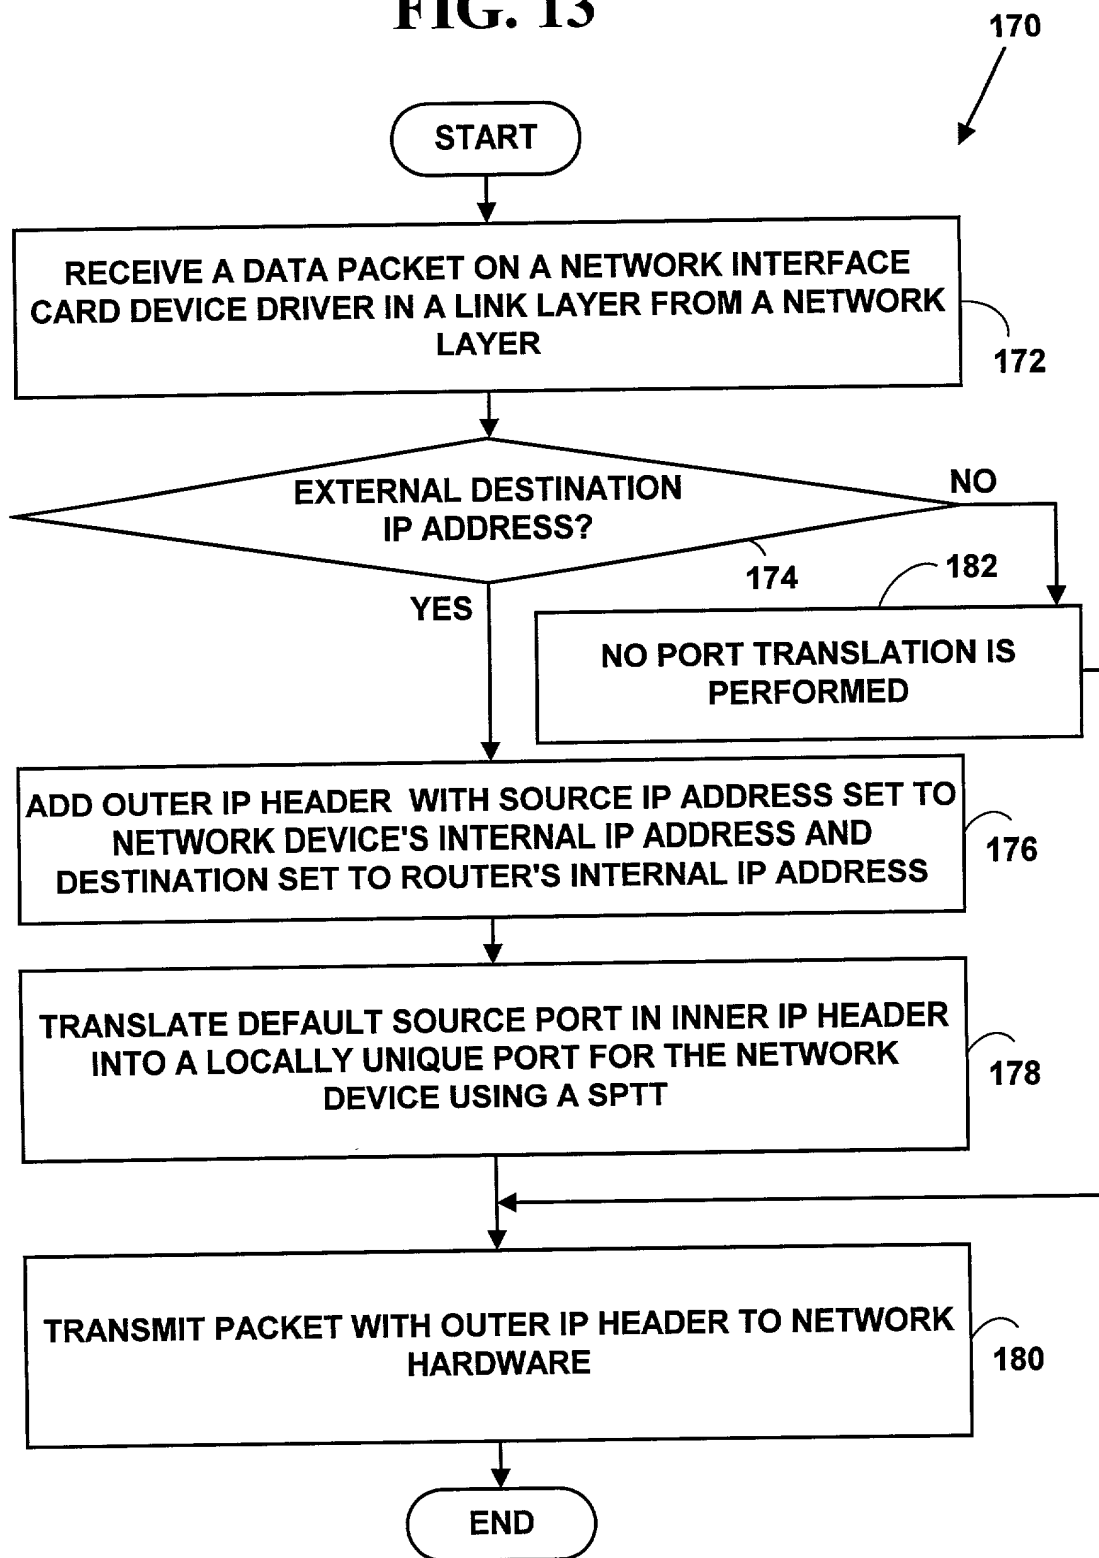 FIG. 13
170
START
RECEIVE A DATA PACKET ON A NETWORK INTERFACE
CARD DEVICE DRIVER IN A LINK LAYER FROM A NETWORK
LAYER
172
EXTERNAL DESTINATION
IP ADDRESS?
NO
174
182
YES
NO PORT TRANSLATION IS
PERFORMED
ADD OUTER IP HEADER WITH SOURCE IP ADDRESS SET TO
NETWORK DEVICE'S INTERNAL IP ADDRESS AND
DESTINATION SET TO ROUTER'S INTERNAL IP ADDRESS
176
TRANSLATE DEFAULT SOURCE PORT IN INNER IP HEADER
INTO A LOCALLY UNIQUE PORT FOR THE NETWORK
DEVICE USING A SPTT
178
TRANSMIT PACKET WITH OUTER IP HEADER TO NETWORK
HARDWARE
180
END